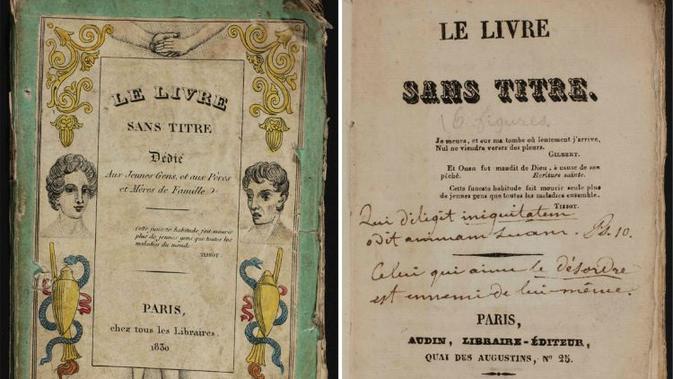 LE LIVRE
SANS TITRE
Dédié
Aux Jeunes Gens, et aux Pères
et Mères de Famille
Cette funeste habitude fait mourir
plus de jeunes gens que toutes les
maladies du monde
TISSOT.
PARIS,
chez tous les Libraires.
1830
LE LIVRE
SANS TITRE.
16 figures
Je meurs, et sur ma tombe où lentement j'arrive,
Nul ne viendra verser des pleurs.
GILBERT.
Et Onan fut maudit de Dieu, à cause de son
péché. Ecriture sainte.
Cette funeste habitude fait mourir seule plus
de jeunes gens que toutes les maladies ensemble.
TISSOT.
Qui diligit iniquitatem
odit animam suam. Ps. 10.
Celui qui aime le désordre
est ennemi de lui-même.
PARIS,
AUDIN, LIBRAIRE-ÉDITEUR,
QUAI DES AUGUSTINS, Nº 25.